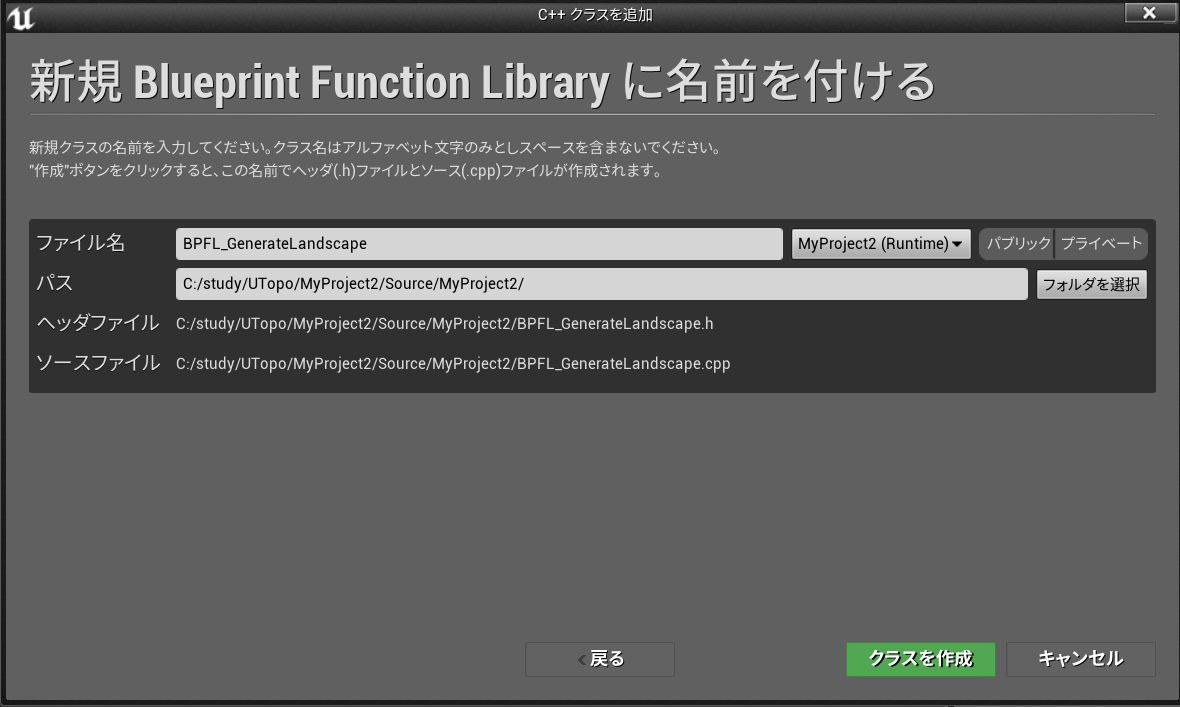 C++ クラスを追加
新規 Blueprint Function Library に名前を付ける
新規クラスの名前を入力してください。クラス名はアルファベット文字のみとしスペースを含まないでください。
"作成"ボタンをクリックすると、この名前でヘッダ(.h)ファイルとソース(.cpp)ファイルが作成されます。
ファイル名 BPFL_GenerateLandscape MyProject2 (Runtime) パブリック プライベート
パス C:/study/UTopo/MyProject2/Source/MyProject2/ フォルダを選択
ヘッダファイル C:/study/UTopo/MyProject2/Source/MyProject2/BPFL_GenerateLandscape.h
ソースファイル C:/study/UTopo/MyProject2/Source/MyProject2/BPFL_GenerateLandscape.cpp
戻る クラスを作成 キャンセル